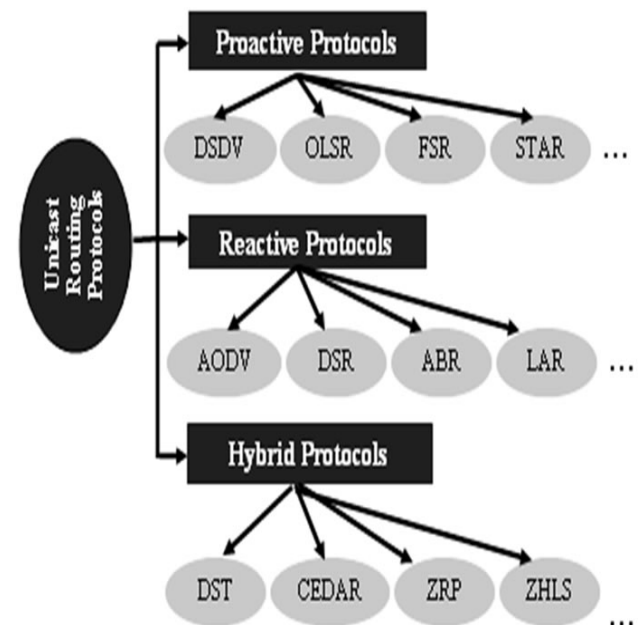 Proactive Protocols
DSDV
OLSR
FSR
STAR
...
Unicast
Routing
Protocols
Reactive Protocols
AODV
DSR
ABR
LAR
...
Hybrid Protocols
DST
CEDAR
ZRP
ZHLS
...